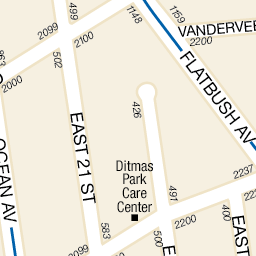 VANDERVEE
2200
499
1148
1159
2099
2100
502
2000
426
FLATBUSH AV
EAST 21 ST
OCEAN AV
Ditmas
Park
Care
Center
491
2237
2200
400
EAST
583
500
E
2099